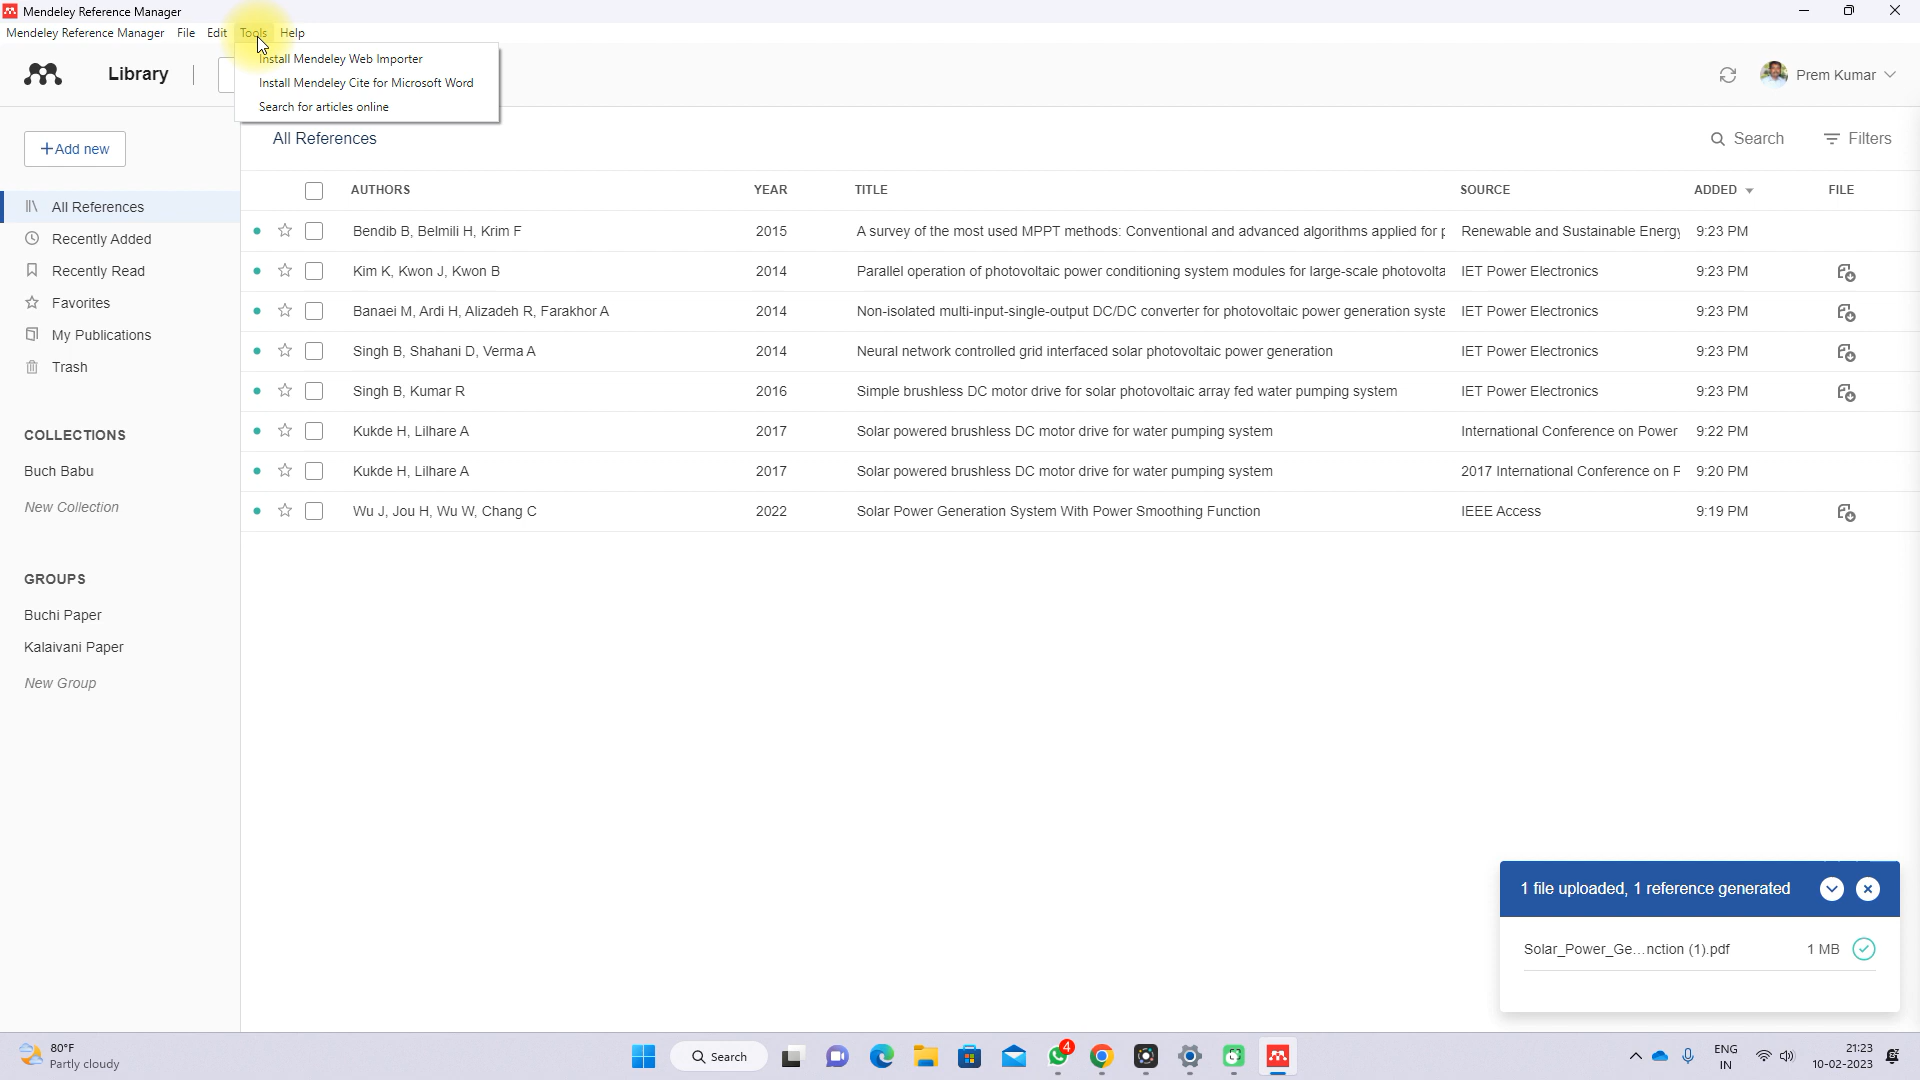 Mendeley Reference Manager
Mendeley Reference Manager File Edit Tools Help
Install Mendeley Web Importer
Install Mendeley Cite for Microsoft Word
Search for articles online
Library
Prem Kumar
+Add new
All References
Search
Filters
AUTHORS YEAR TITLE SOURCE ADDED FILE
All References
Recently Added
Recently Read
Favorites
My Publications
Trash
COLLECTIONS
Buch Babu
New Collection
GROUPS
Buchi Paper
Kalaivani Paper
New Group
Bendib B, Belmili H, Krim F 2015 A survey of the most used MPPT methods: Conventional and advanced algorithms applied for Renewable and Sustainable Energy 9:23 PM
Kim K, Kwon J, Kwon B 2014 Parallel operation of photovoltaic power conditioning system modules for large-scale photovolta IET Power Electronics 9:23 PM
Banaei M, Ardi H, Alizadeh R, Farakhor A 2014 Non-isolated multi-input-single-output DC/DC converter for photovoltaic power generation syste IET Power Electronics 9:23 PM
Singh B, Shahani D, Verma A 2014 Neural network controlled grid interfaced solar photovoltaic power generation IET Power Electronics 9:23 PM
Singh B, Kumar R 2016 Simple brushless DC motor drive for solar photovoltaic array fed water pumping system IET Power Electronics 9:23 PM
Kukde H, Lilhare A 2017 Solar powered brushless DC motor drive for water pumping system International Conference on Power 9:22 PM
Kukde H, Lilhare A 2017 Solar powered brushless DC motor drive for water pumping system 2017 International Conference on 9:20 PM
Wu J, Jou H, Wu W, Chang C 2022 Solar Power Generation System With Power Smoothing Function IEEE Access 9:19 PM
1 file uploaded, 1 reference generated
Solar_Power_Ge...nction (1).pdf 1 MB
80°F
Partly cloudy
Search
4
ENG
IN
21:23
10-02-2023